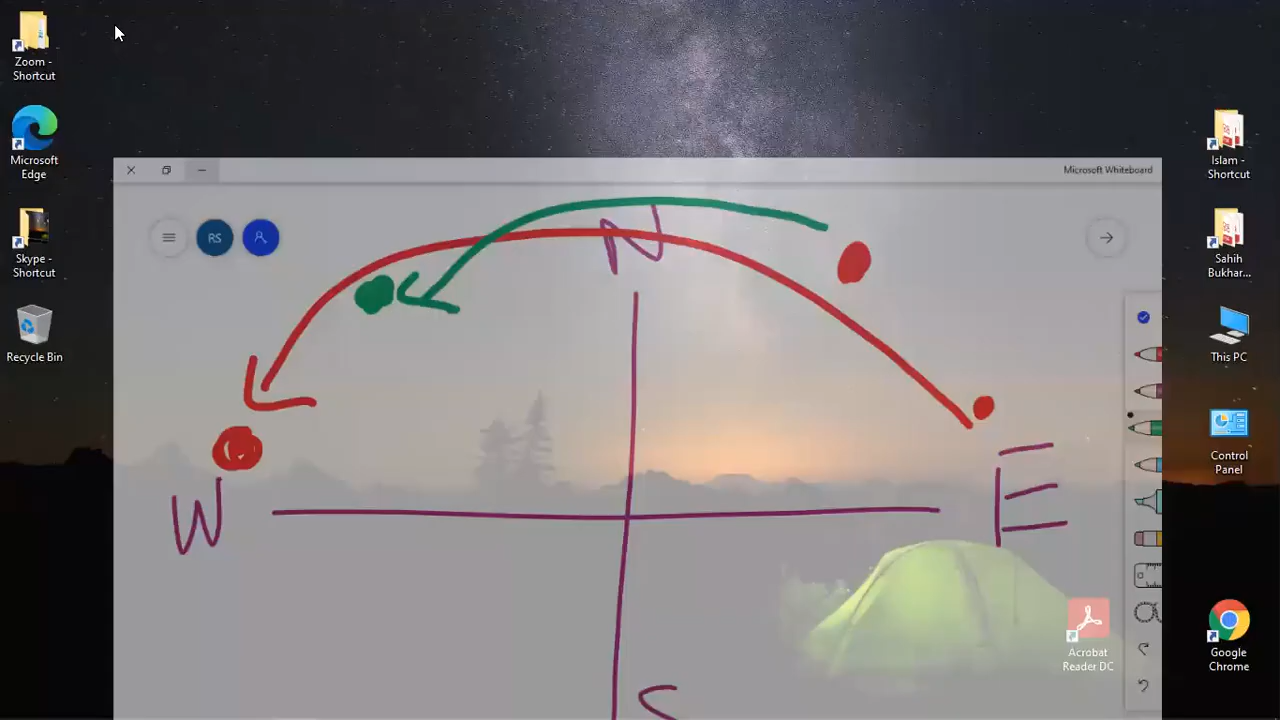 Zoom -
Shortcut
Microsoft
Edge
Skype -
Shortcut
Recycle Bin
Microsoft Whiteboard
RS
N
W
E
S
Islam -
Shortcut
Sahih
Bukhar...
This PC
Control
Panel
Acrobat
Reader DC
Google
Chrome